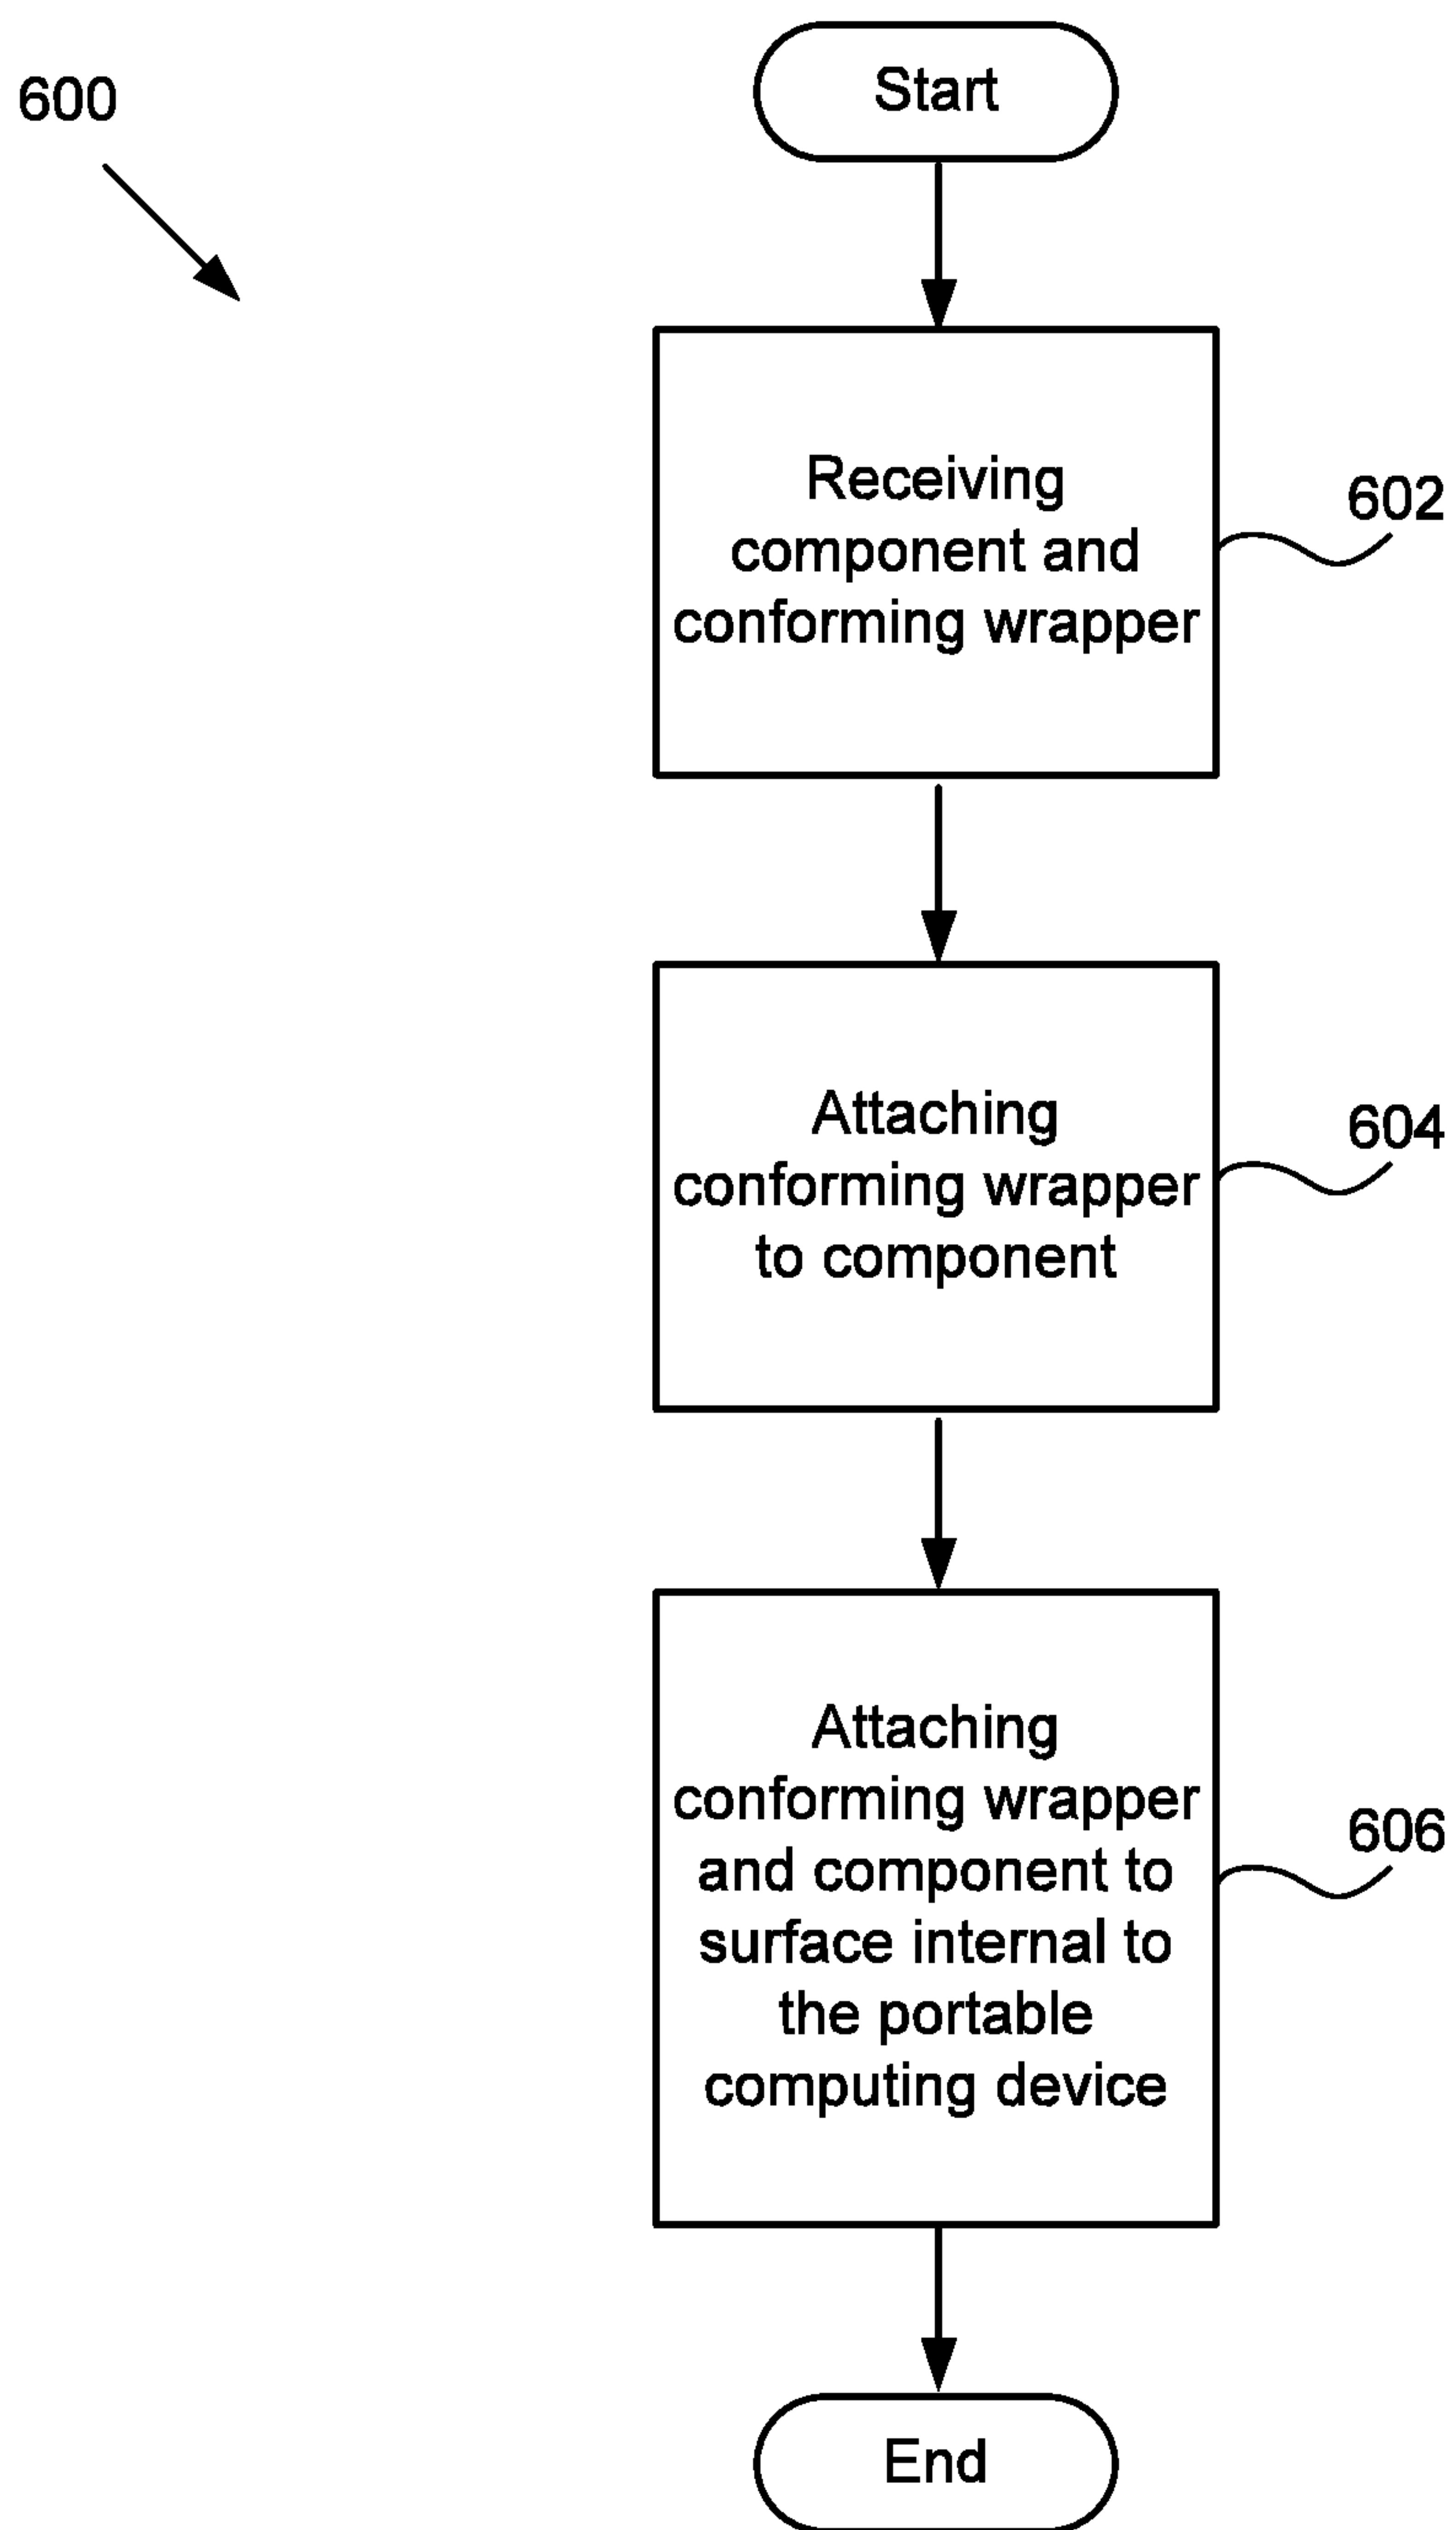 600
Start
Receiving
component and
conforming wrapper
602
Attaching
conforming wrapper
to component
604
Attaching
conforming wrapper
and component to
surface internal to
the portable
computing device
606
End